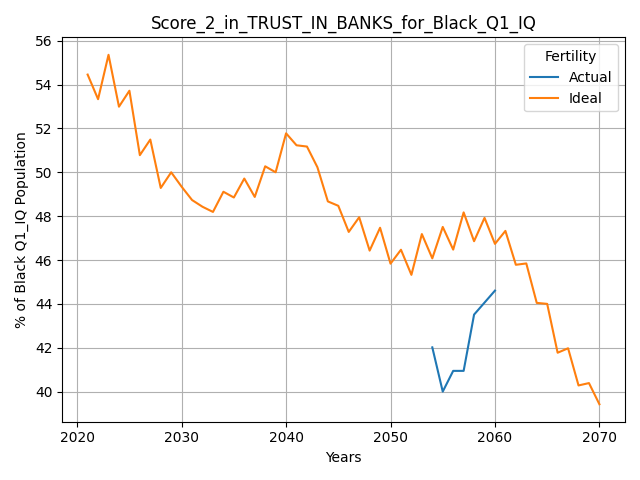 Score_2_in_TRUST_IN_BANKS_for_Black_Q1_IQ
% of Black Q1_IQ Population
56
54
52
50
48
46
44
42
40
Fertility
Actual
Ideal
2020 2030 2040 2050 2060 2070
Years